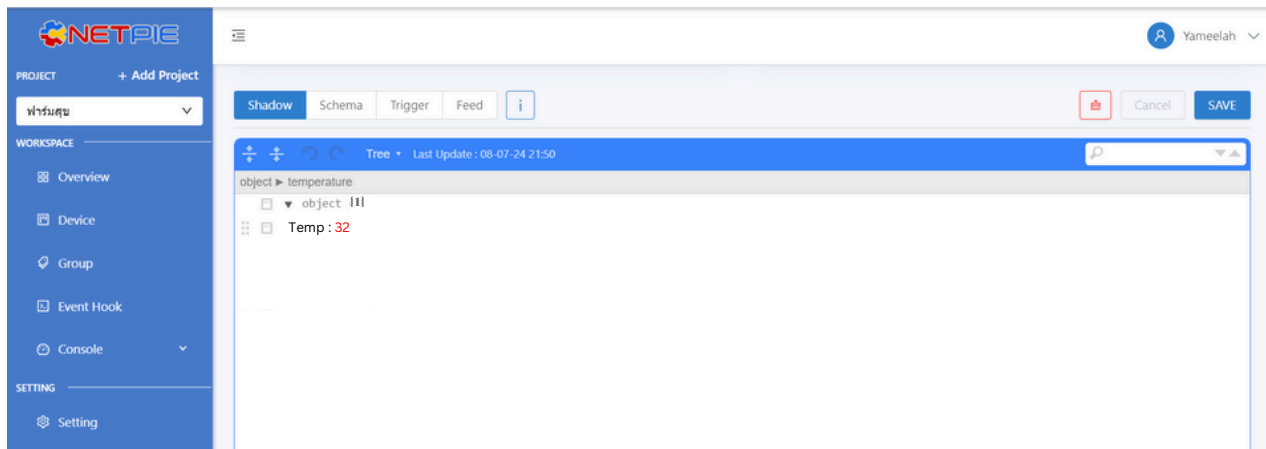 NETPIE
Yameelah
PROJECT + Add Project
ฟาร์มสุข
Shadow Schema Trigger Feed i Cancel SAVE
WORKSPACE
Tree Last Update : 08-07-24 21:50
object ► temperature
object {1}
Temp : 32
Overview
Device
Group
Event Hook
Console
SETTING
Setting